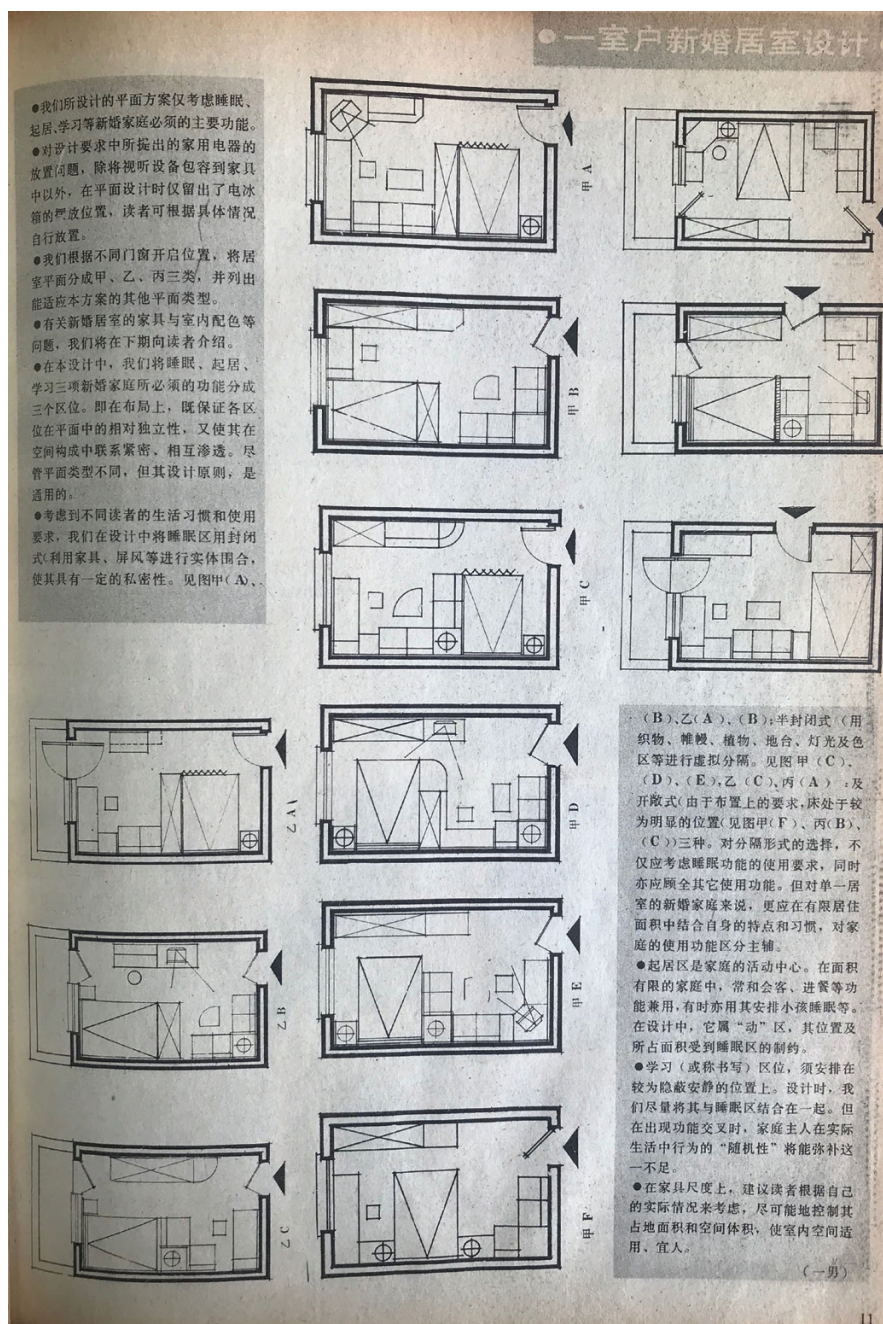 ●一室户新婚居室设计
●我们所设计的平面方案仅考虑睡眠、
起居、学习等新婚家庭必须的主要功能。
●对设计要求中所提出的家用电器的
放置问题，除将视听设备包容到家具
中以外，在平面设计时仅留出了电冰
箱的摆放位置，读者可根据具体情况
自行放置。
●我们根据不同门窗开启位置，将居
室平面分成甲、乙、丙三类，并列出
能适应本方案的其他平面类型。
●有关新婚居室的家具与室内配色等
问题，我们将在下期向读者介绍。
●在本设计中，我们将睡眠、起居、
学习三项新婚家庭所必须的功能分成
三个区位。即在布局上，既保证各区
位在平面中的相对独立性，又使其在
空间构成中联系紧密、相互渗透。尽
管平面类型不同，但其设计原则，是
适用的。
●考虑到不同读者的生活习惯和使用
要求，我们在设计中将睡眠区用封闭
式（利用家具、屏风等进行实体围合，
使其具有一定的私密性。见图甲（A）、
甲 A
甲 B
甲 C
甲 D
甲 E
甲 F
乙 A
乙 B
乙 C
（B）、乙（A）、（B）；半封闭式（用
织物、帷幔、植物、地台、灯光及色
区等进行虚拟分隔。见图甲（C）、
（D）、（E），乙（C）、丙（A）；及
开敞式（由于布置上的要求，床处于较
为明显的位置（见图甲（F）、丙（B）、
（C））三种。对分隔形式的选择，不
仅应考虑睡眠功能的使用要求，同时
亦应顾全其它使用功能。但对单一居
室的新婚家庭来说，更应在有限居住
面积中结合自身的特点和习惯，对家
庭的使用功能区分主辅。
●起居区是家庭的活动中心。在面积
有限的家庭中，常和会客、进餐等功
能兼用，有时亦用其安排小孩睡眠等。
在设计中，它属“动”区，其位置及
所占面积受到睡眠区的制约。
●学习（或称书写）区位，须安排在
较为隐蔽安静的位置上。设计时，我
们尽量将其与睡眠区结合在一起。但
在出现功能交叉时，家庭主人在实际
生活中行为的“随机性”将能弥补这
一不足。
●在家具尺度上，建议读者根据自己
的实际情况来考虑，尽可能地控制其
占地面积和空间体积，使室内空间适
用、宜人。
（一男）
11